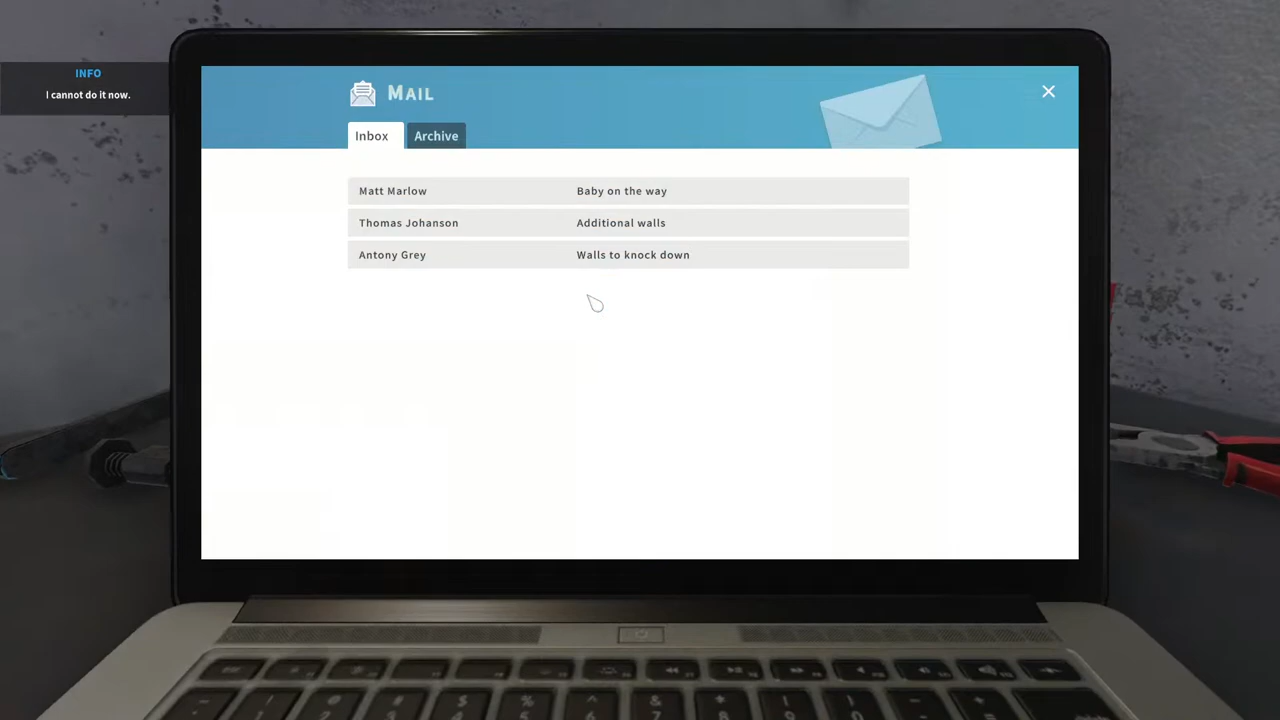 INFO
I cannot do it now.
MAIL
Inbox
Archive
Matt Marlow
Baby on the way
Thomas Johanson
Additional walls
Antony Grey
Walls to knock down